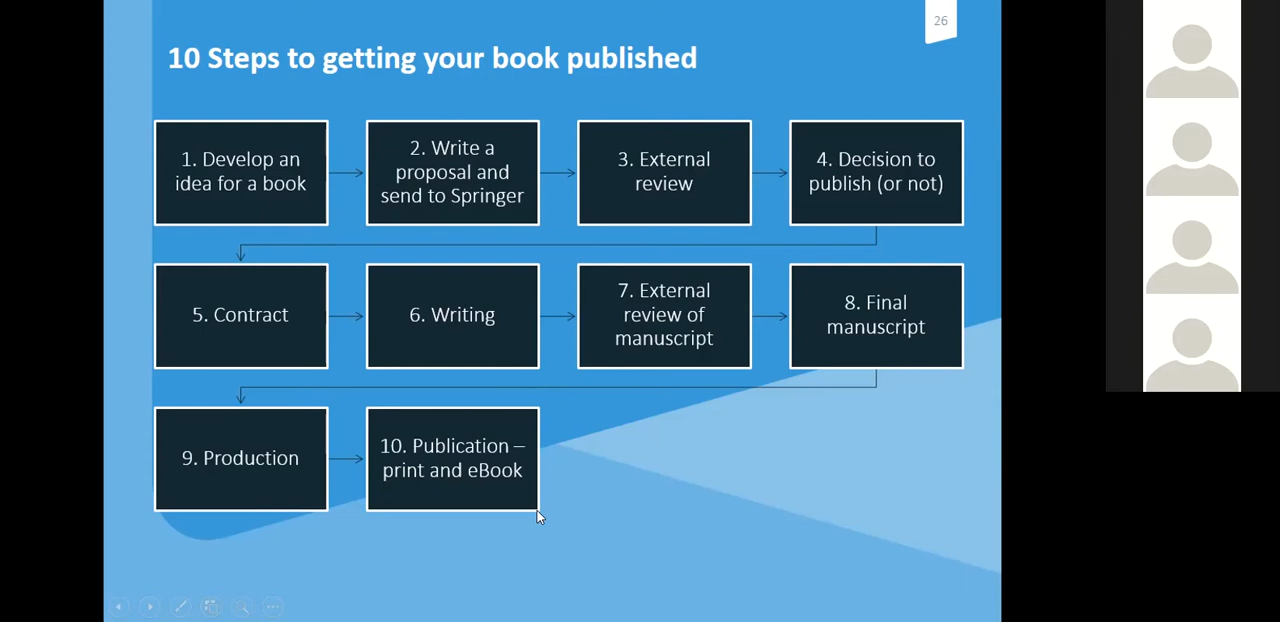 26
10 Steps to getting your book published
1. Develop an
idea for a book
2. Write a
proposal and
send to Springer
3. External
review
4. Decision to
publish (or not)
5. Contract
6. Writing
7. External
review of
manuscript
8. Final
manuscript
9. Production
10. Publication –
print and eBook